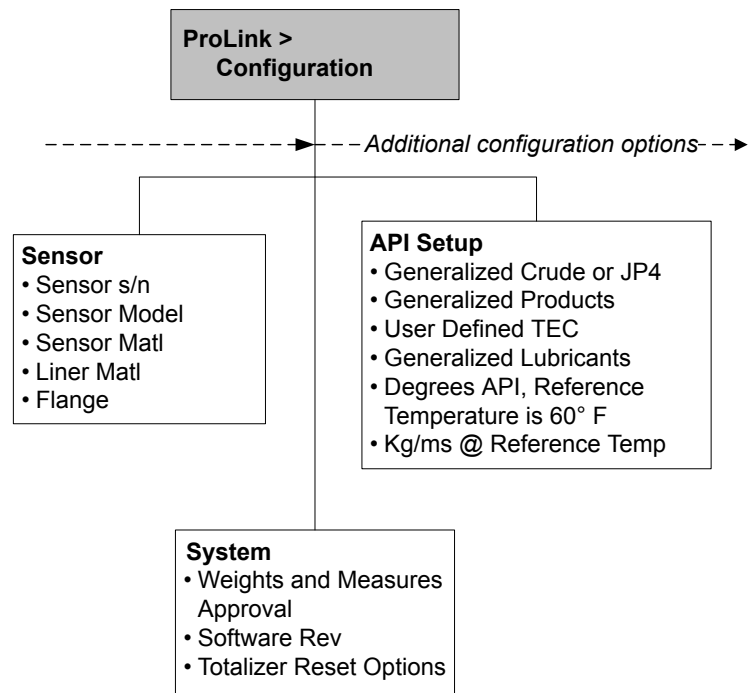 ProLink >
Configuration
Additional configuration options
Sensor
• Sensor s/n
• Sensor Model
• Sensor Matl
• Liner Matl
• Flange
API Setup
• Generalized Crude or JP4
• Generalized Products
• User Defined TEC
• Generalized Lubricants
• Degrees API, Reference
Temperature is 60° F
• Kg/ms @ Reference Temp
System
• Weights and Measures
Approval
• Software Rev
• Totalizer Reset Options